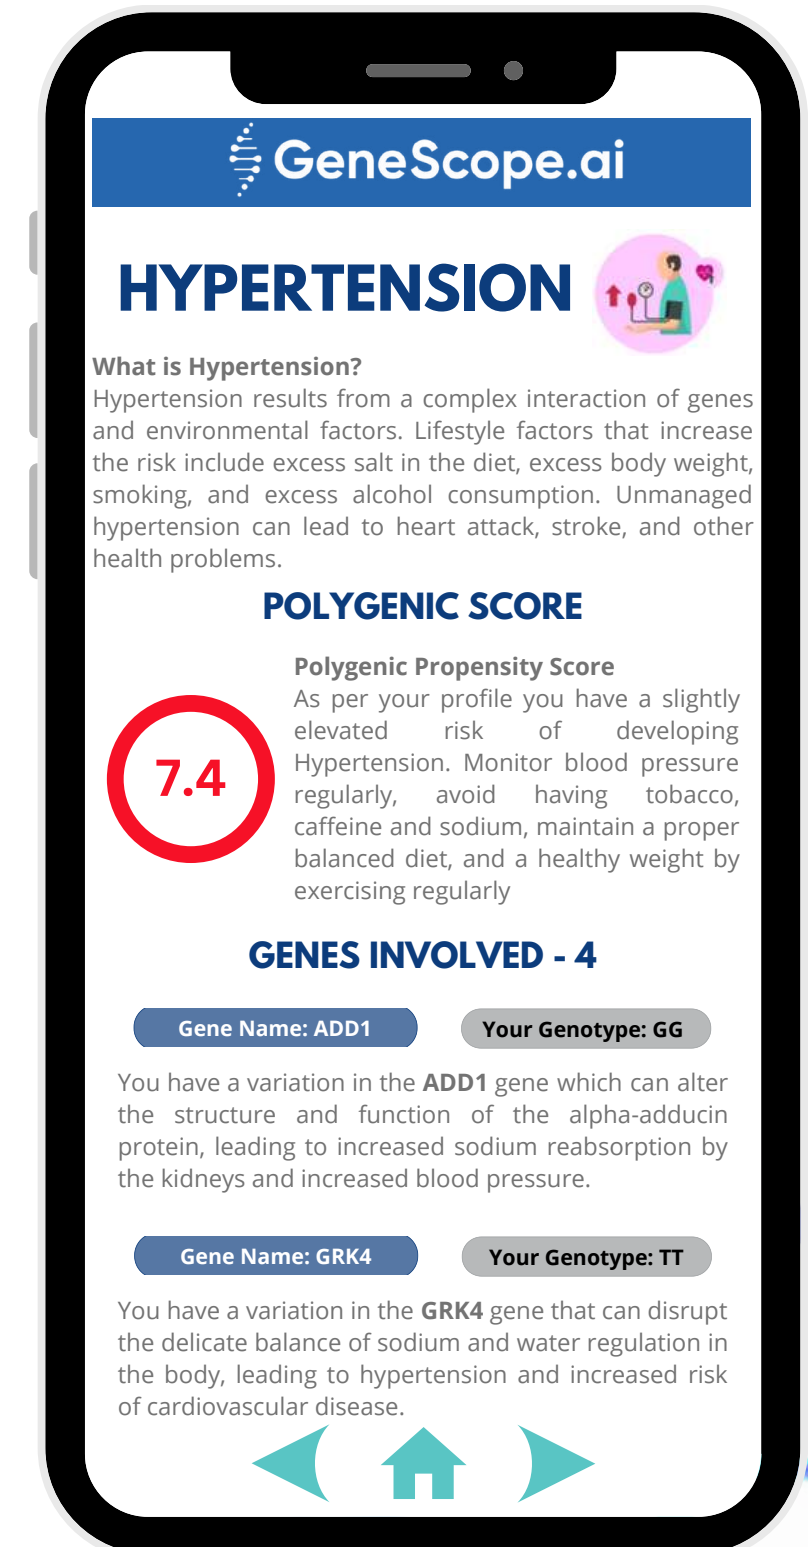 GeneScope.ai
HYPERTENSION
What is Hypertension?
Hypertension results from a complex interaction of genes
and environmental factors. Lifestyle factors that increase
the risk include excess salt in the diet, excess body weight,
smoking, and excess alcohol consumption. Unmanaged
hypertension can lead to heart attack, stroke, and other
health problems.
POLYGENIC SCORE
7.4
Polygenic Propensity Score
As per your profile you have a slightly
elevated risk of developing
Hypertension. Monitor blood pressure
regularly, avoid having tobacco,
caffeine and sodium, maintain a proper
balanced diet, and a healthy weight by
exercising regularly
GENES INVOLVED - 4
Gene Name: ADD1
Your Genotype: GG
You have a variation in the ADD1 gene which can alter
the structure and function of the alpha-adducin
protein, leading to increased sodium reabsorption by
the kidneys and increased blood pressure.
Gene Name: GRK4
Your Genotype: TT
You have a variation in the GRK4 gene that can disrupt
the delicate balance of sodium and water regulation in
the body, leading to hypertension and increased risk
of cardiovascular disease.